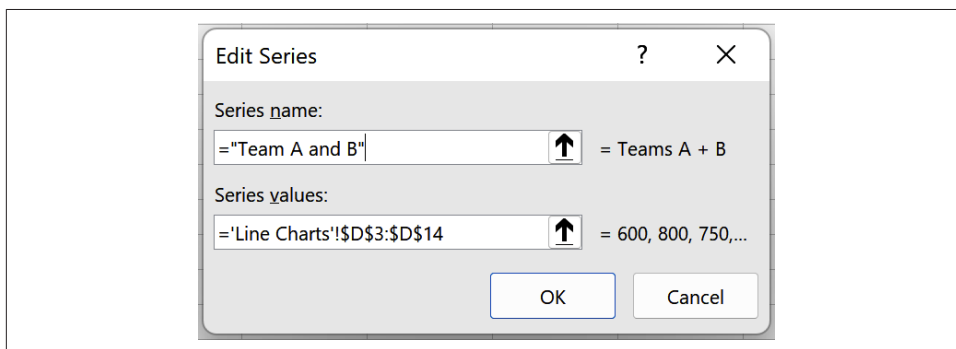 Edit Series ?
Series name:
="Team A and B" = Teams A + B
Series values:
='Line Charts'!$D$3:$D$14 = 600, 800, 750,...
OK Cancel